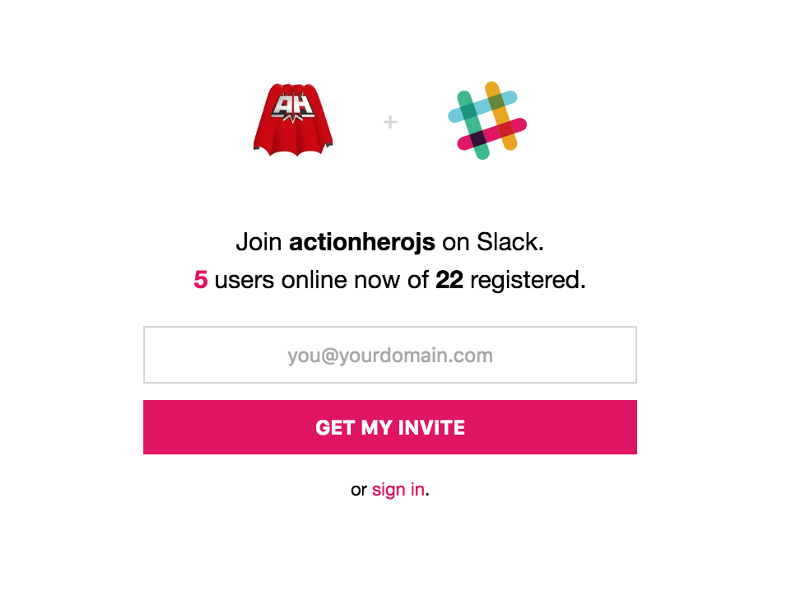 AH
+
Join actionherojs on Slack.
5 users online now of 22 registered.
you@yourdomain.com
GET MY INVITE
or sign in.